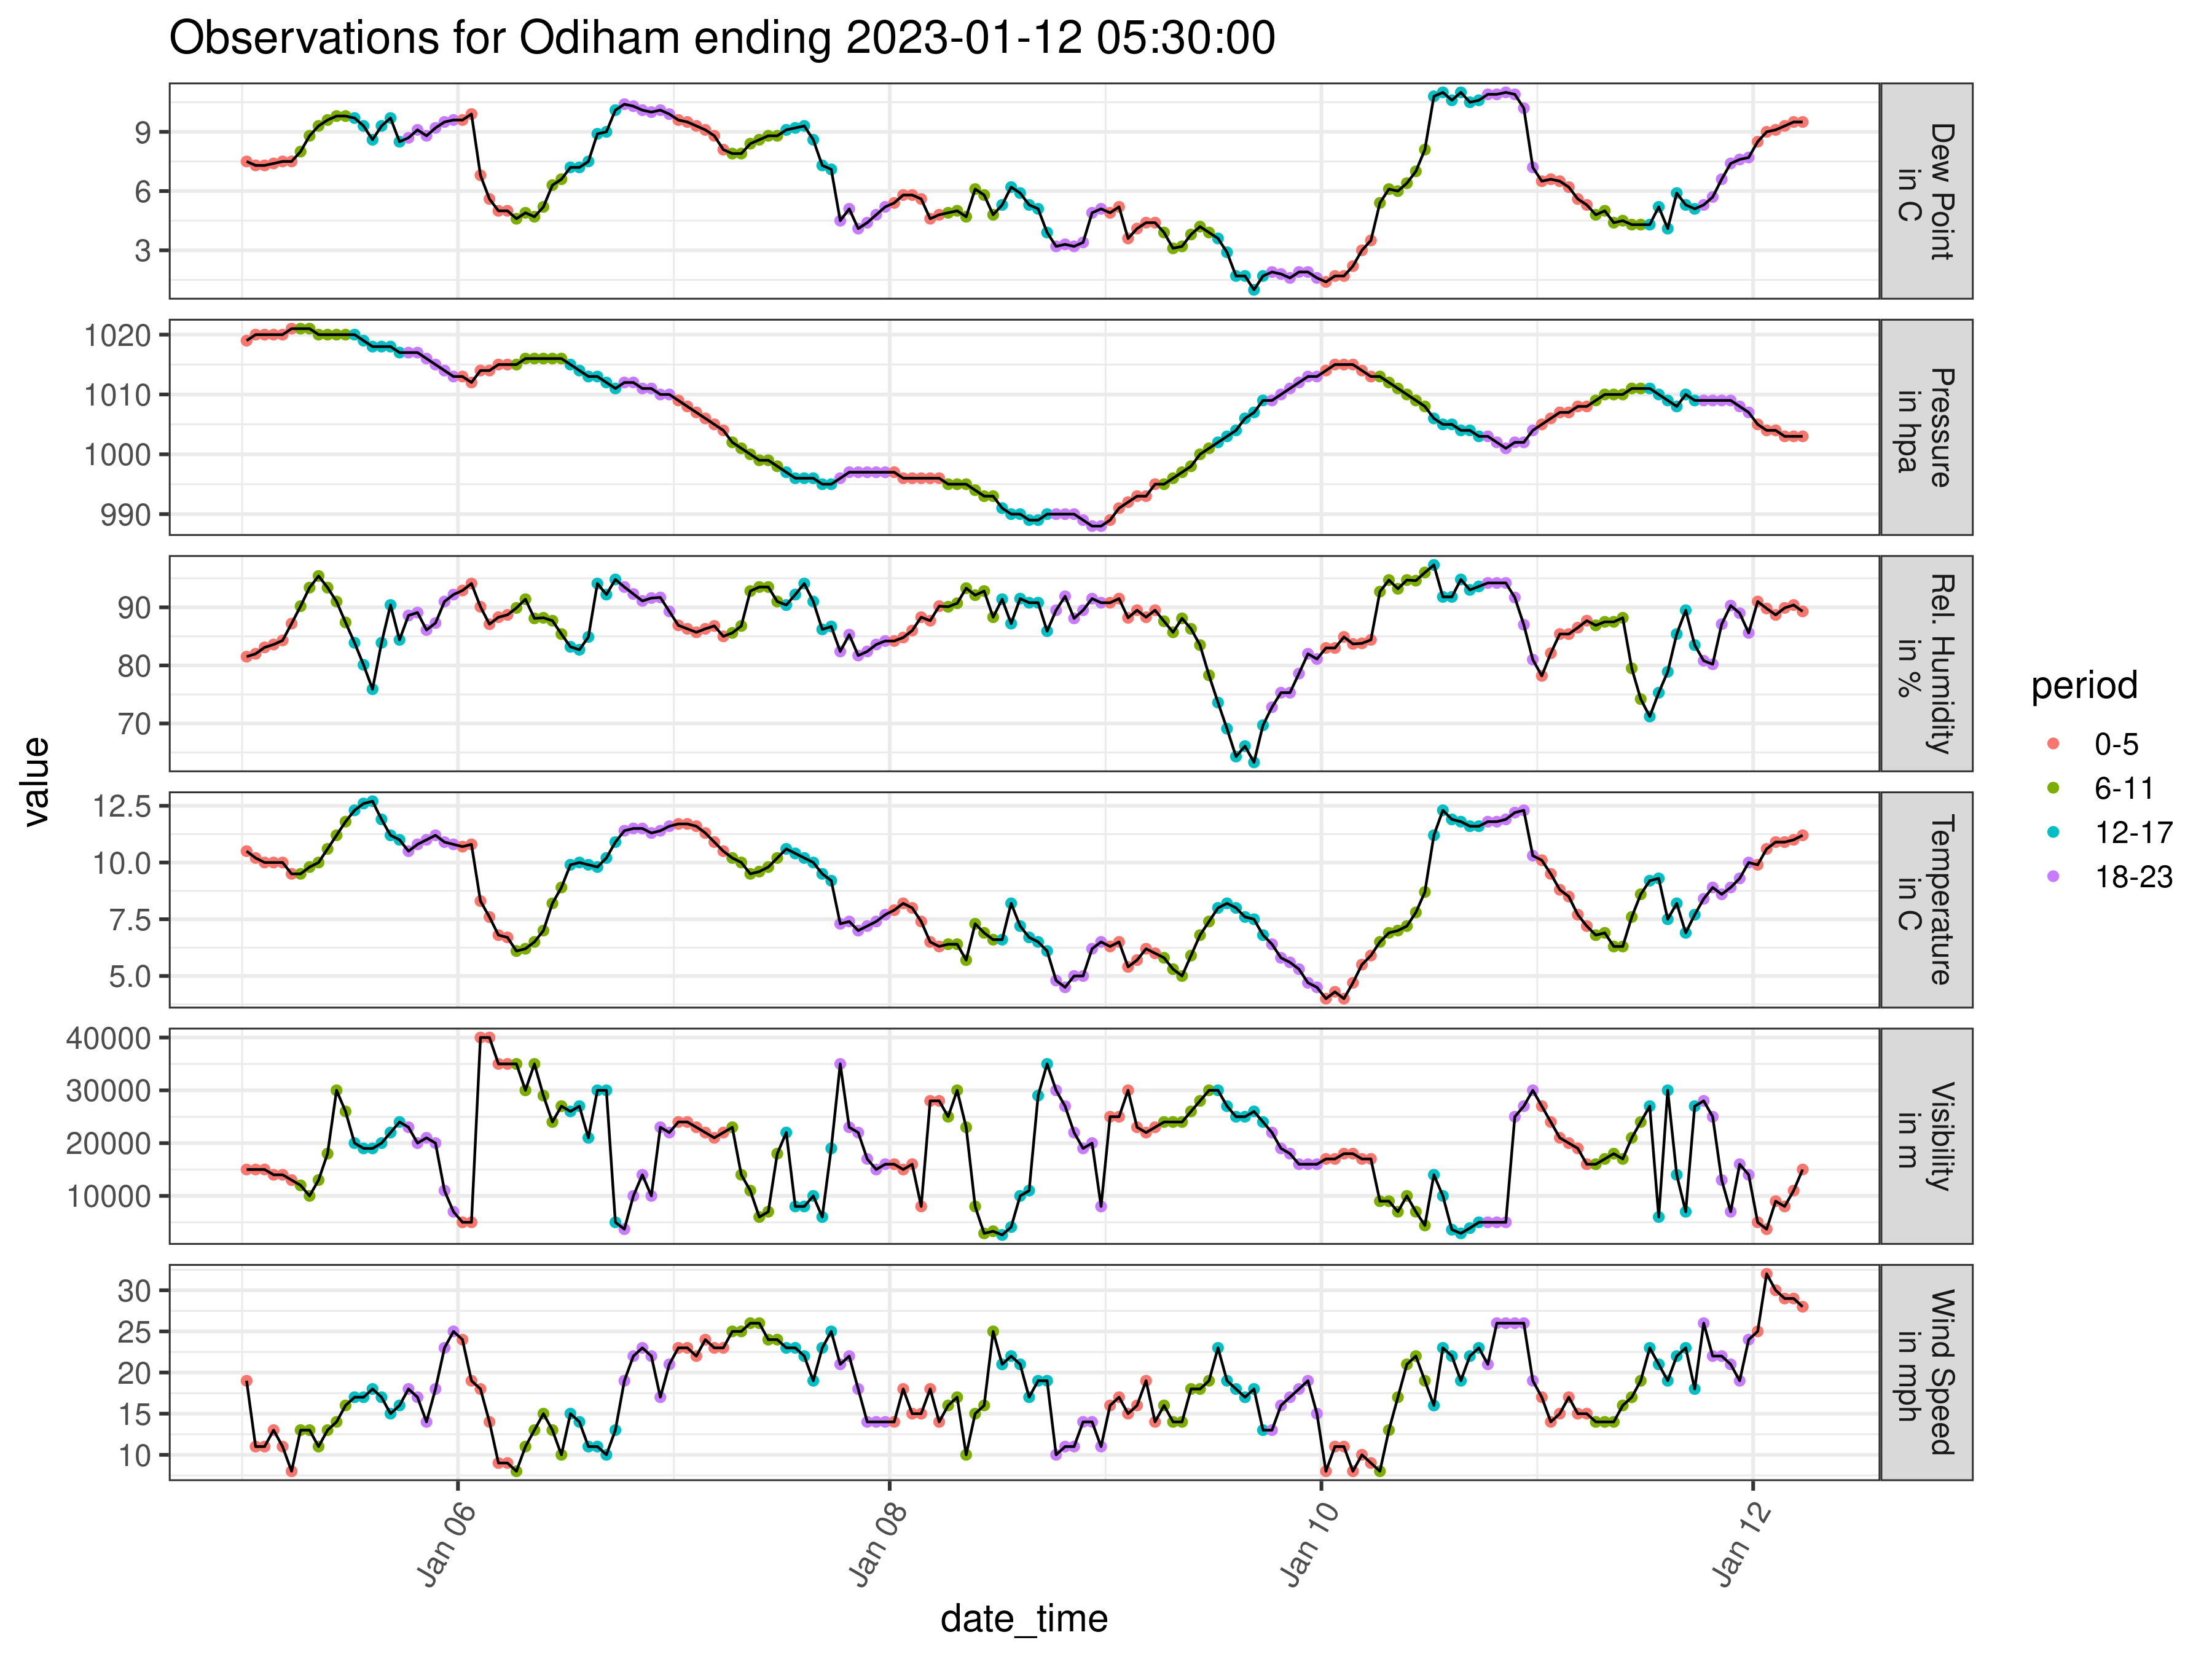 Observations for Odiham ending 2023-01-12 05:30:00
value
9
6
3
Dew Point
in C
1020
1010
1000
990
Pressure
in hpa
90
80
70
Rel. Humidity
in %
12.5
10.0
7.5
5.0
Temperature
in C
40000
30000
20000
10000
Visibility
in m
30
25
20
15
10
Wind Speed
in mph
Jan 06
Jan 08
Jan 10
Jan 12
date_time
period
0-5
6-11
12-17
18-23